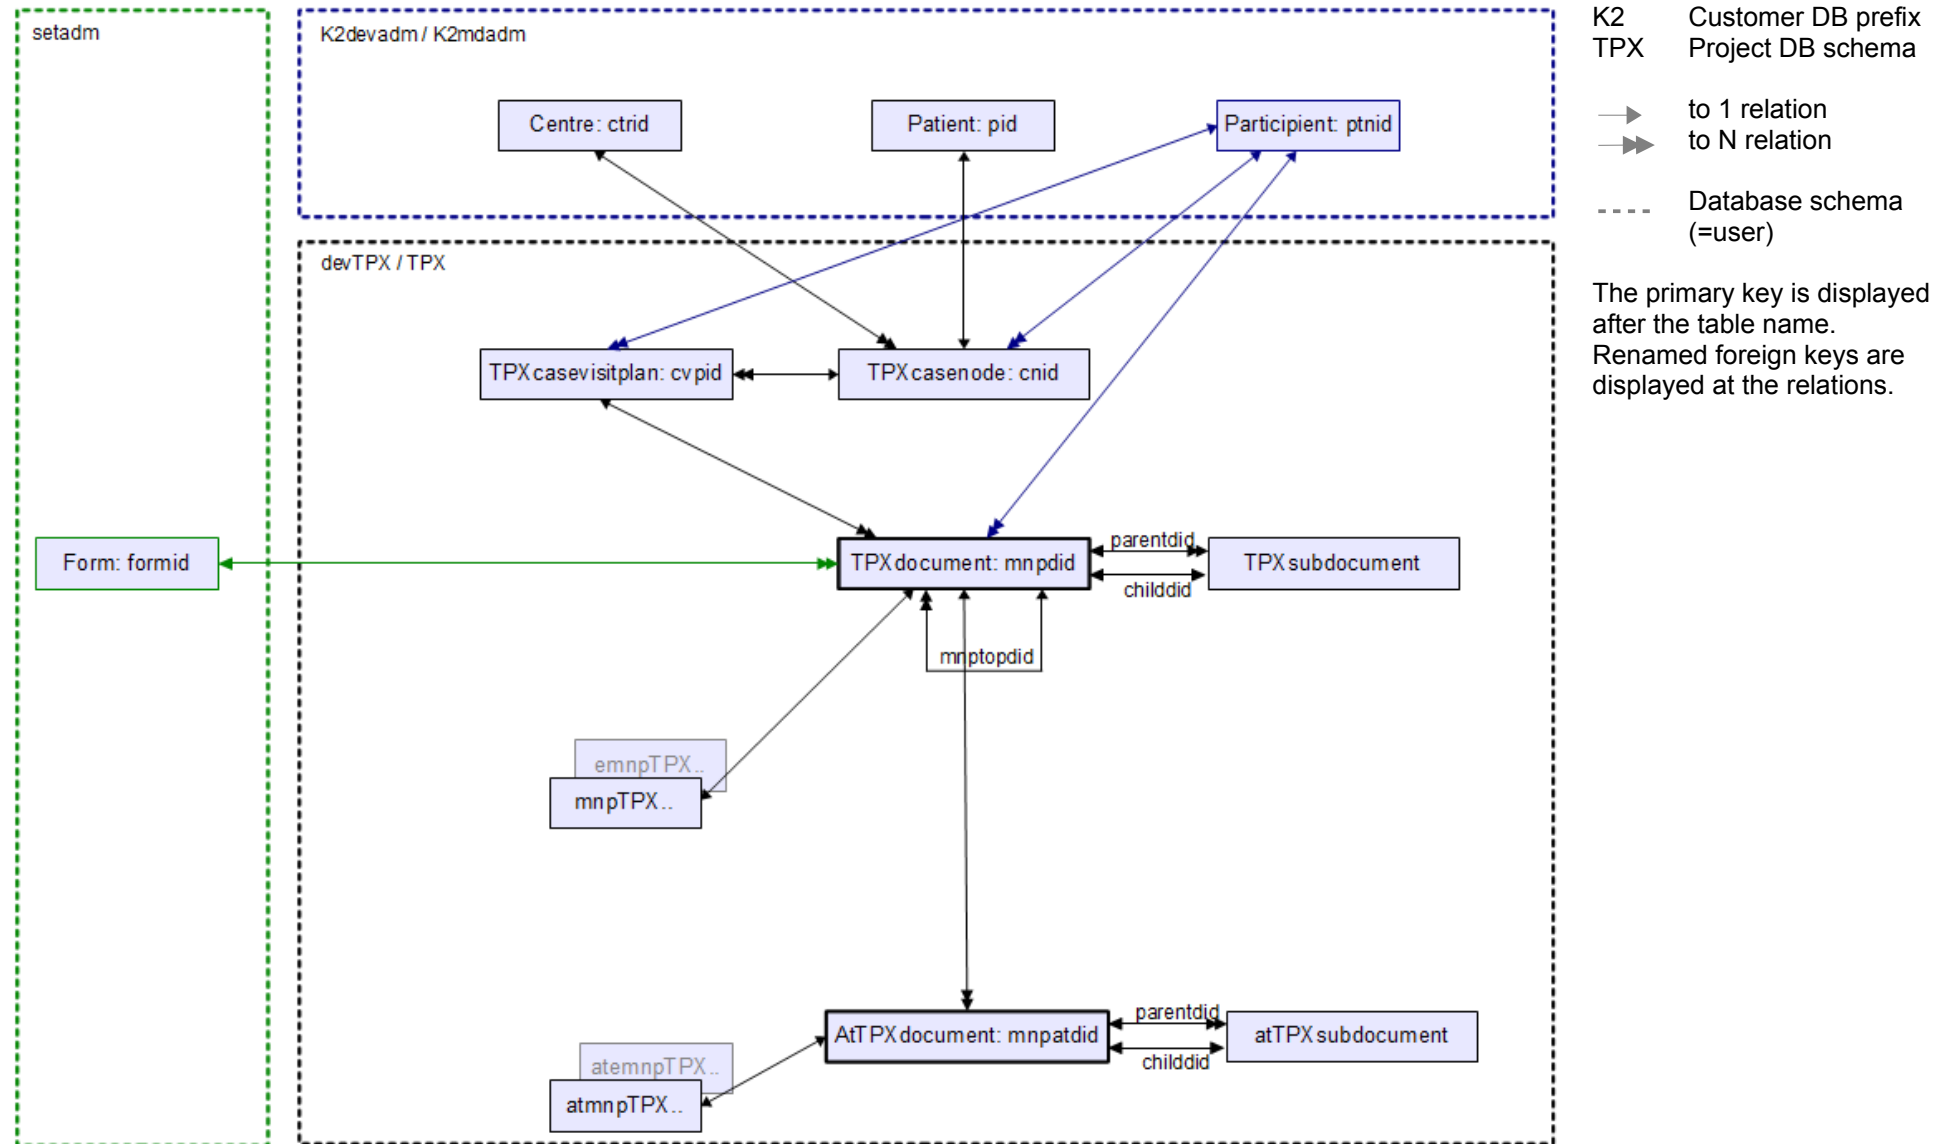 setadm
K2devadm / K2mdadm
Centre: ctrid
Patient: pid
Participient: ptnid
devTPX / TPX
TPXcasevisitplan: cvpid
TPXcasenode: cnid
Form: formid
TPXdocument: mnpdid
parentdid
childdid
TPXsubdocument
mnptopdid
emnpTPX..
mnpTPX..
AtTPXdocument: mnpatdid
parentdid
childdid
atTPXsubdocument
atemnpTPX..
atmnpTPX..
K2 Customer DB prefix
TPX Project DB schema
to 1 relation
to N relation
Database schema
(=user)
The primary key is displayed
after the table name.
Renamed foreign keys are
displayed at the relations.